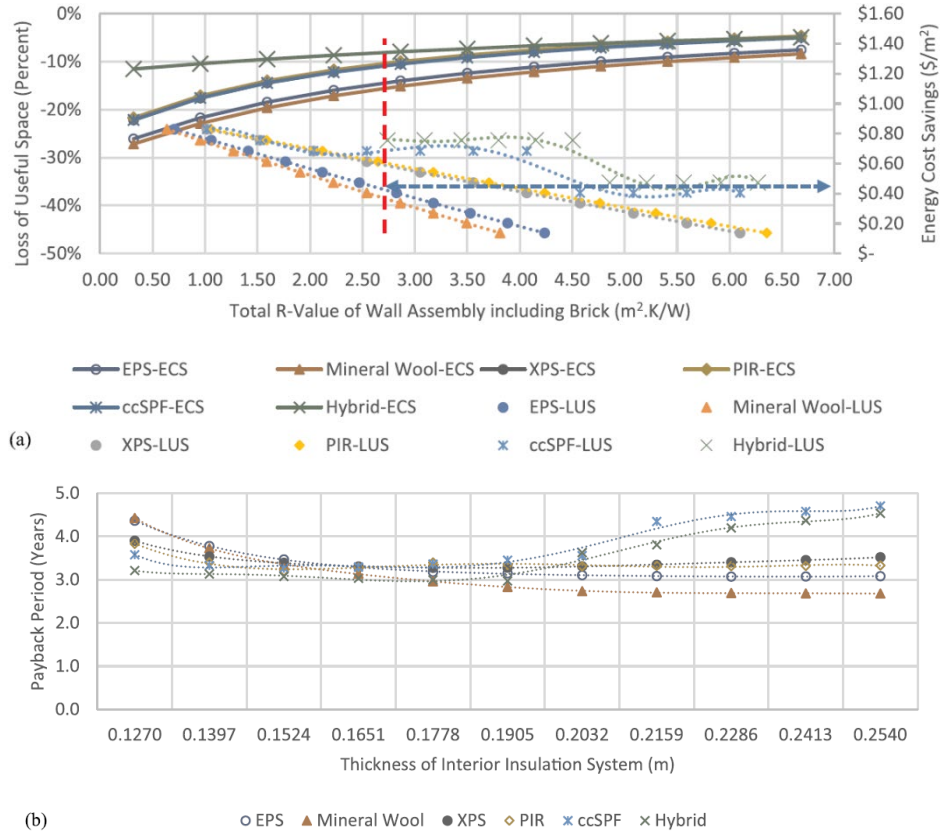 0%
-10%
-20%
-30%
-40%
-50%
Loss of Useful Space (Percent)
$1.60
$1.40
$1.20
$1.00
$0.80
$0.60
$0.40
$0.20
$-
Energy Cost Savings ($/m²)
0.00 1.00 1.50 2.00 2.50 3.00 3.50 4.00 4.50 5.00 5.50 6.00 7.00
Total R-Value of Wall Assembly including Brick (m².K/W)
EPS-ECS Mineral Wool-ECS XPS-ECS PIR-ECS
ccSPF-ECS Hybrid-ECS EPS-LUS Mineral Wool-LUS
(a)
XPS-LUS PIR-LUS ccSPF-LUS Hybrid-LUS
5.0
4.0
3.0
2.0
1.0
0.0
Payback Period (Years)
0.1270 0.1397 0.1524 0.1651 0.1778 0.1905 0.2032 0.2159 0.2286 0.2413 0.2540
Thickness of Interior Insulation System (m)
(b) EPS Mineral Wool XPS PIR ccSPF Hybrid